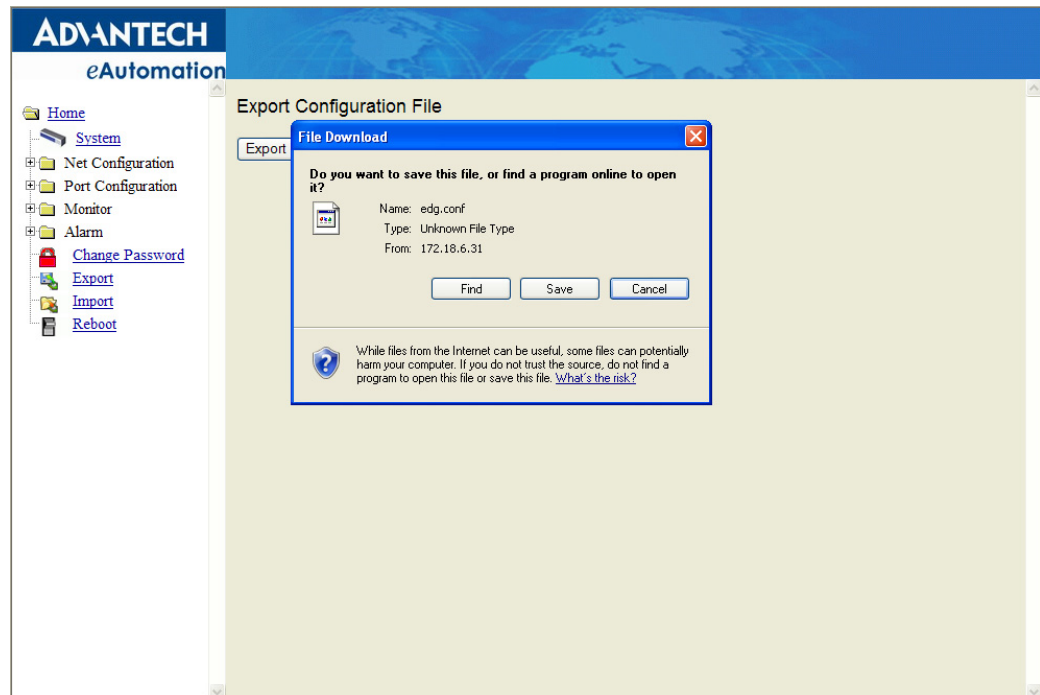 ADVANTECH
eAutomation
Home
System
Net Configuration
Port Configuration
Monitor
Alarm
Change Password
Export
Import
Reboot
Export Configuration File
Export
File Download
Do you want to save this file, or find a program online to open
it?
Name: edg.conf
Type: Unknown File Type
From: 172.18.6.31
Find Save Cancel
While files from the Internet can be useful, some files can potentially
harm your computer. If you do not trust the source, do not find a
program to open this file or save this file. What's the risk?